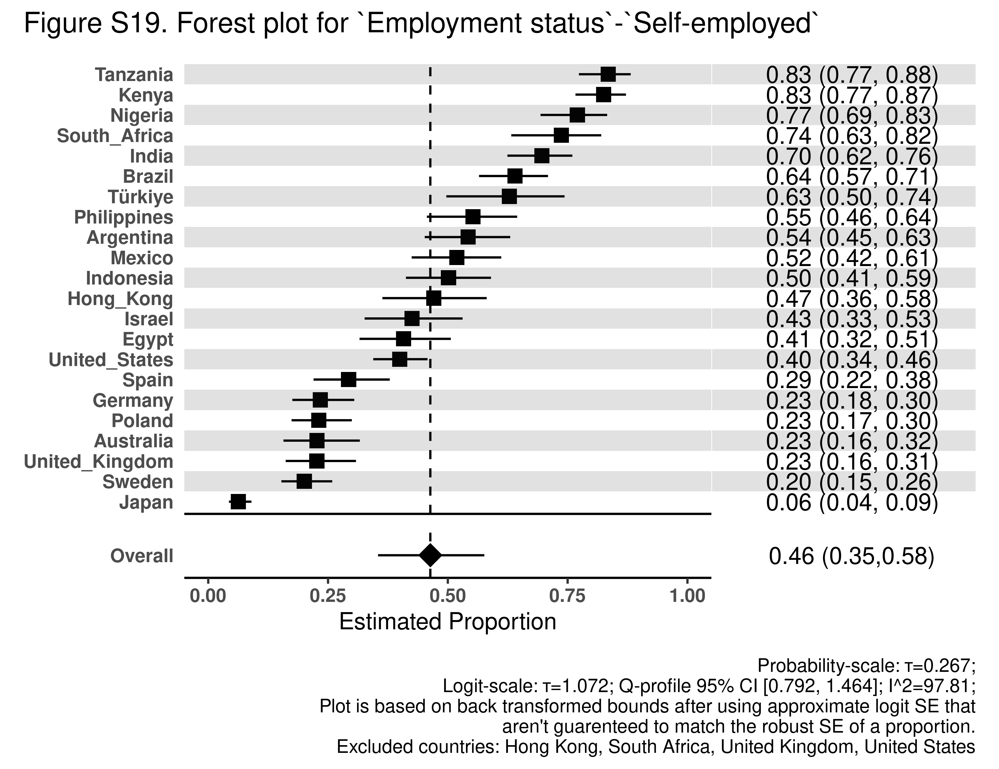 Figure S19. Forest plot for `Employment status`-`Self-employed`
Tanzania 0.83 (0.77, 0.88)
Kenya 0.83 (0.77, 0.87)
Nigeria 0.77 (0.69, 0.83)
South_Africa 0.74 (0.63, 0.82)
India 0.70 (0.62, 0.76)
Brazil 0.64 (0.57, 0.71)
Türkiye 0.63 (0.50, 0.74)
Philippines 0.55 (0.46, 0.64)
Argentina 0.54 (0.45, 0.63)
Mexico 0.52 (0.42, 0.61)
Indonesia 0.50 (0.41, 0.59)
Hong_Kong 0.47 (0.36, 0.58)
Israel 0.43 (0.33, 0.53)
Egypt 0.41 (0.32, 0.51)
United_States 0.40 (0.34, 0.46)
Spain 0.29 (0.22, 0.38)
Germany 0.23 (0.18, 0.30)
Poland 0.23 (0.17, 0.30)
Australia 0.23 (0.16, 0.32)
United_Kingdom 0.23 (0.16, 0.31)
Sweden 0.20 (0.15, 0.26)
Japan 0.06 (0.04, 0.09)
Overall 0.46 (0.35,0.58)
0.00 0.25 0.50 0.75 1.00
Estimated Proportion
Probability-scale: τ=0.267;
Logit-scale: τ=1.072; Q-profile 95% CI [0.792, 1.464]; I^2=97.81;
Plot is based on back transformed bounds after using approximate logit SE that
aren't guarenteed to match the robust SE of a proportion.
Excluded countries: Hong Kong, South Africa, United Kingdom, United States